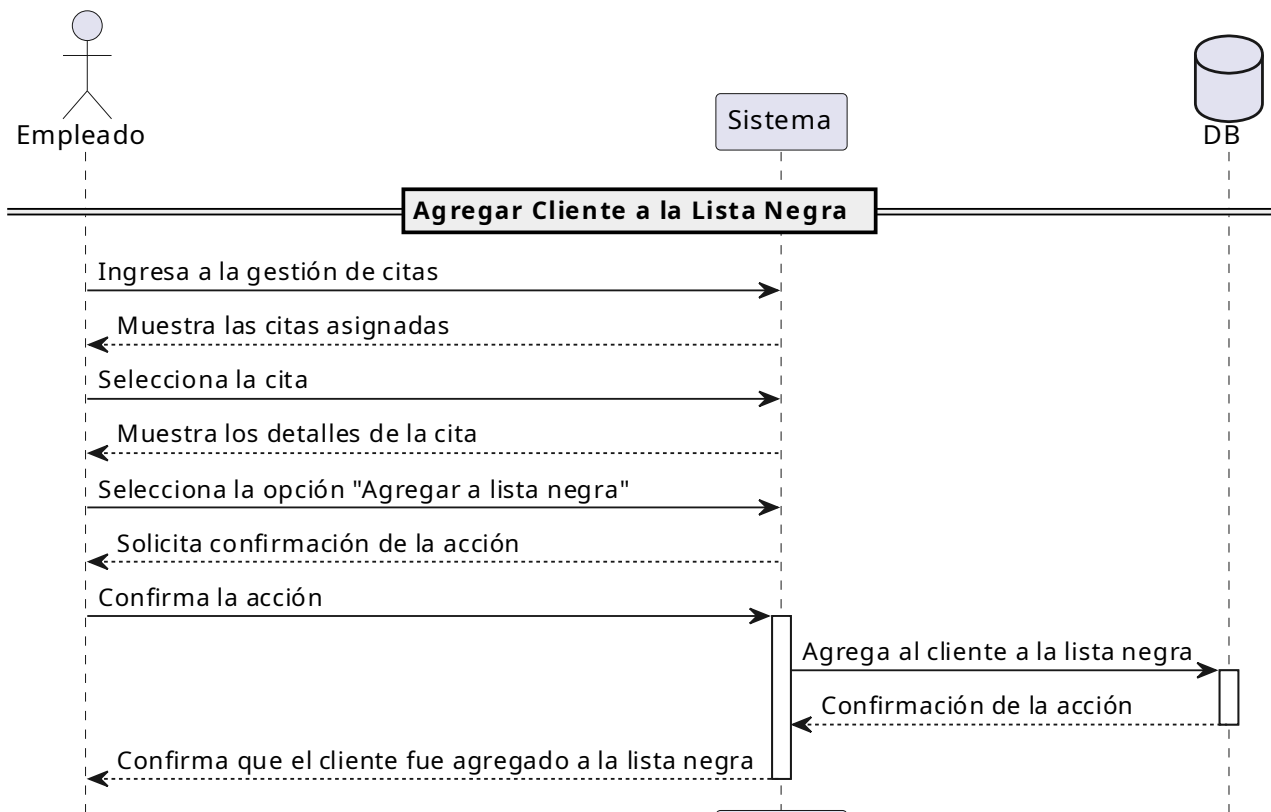 Empleado
Sistema
DB
Agregar Cliente a la Lista Negra
Ingresa a la gestión de citas
Muestra las citas asignadas
Selecciona la cita
Muestra los detalles de la cita
Selecciona la opción "Agregar a lista negra"
Solicita confirmación de la acción
Confirma la acción
Agrega al cliente a la lista negra
Confirmación de la acción
Confirma que el cliente fue agregado a la lista negra